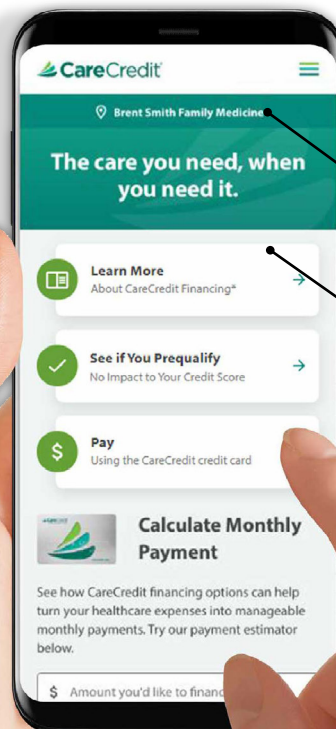 CareCredit
Brent Smith Family Medicine
The care you need, when
you need it.
Learn More
About CareCredit Financing*
See if You Prequalify
No Impact to Your Credit Score
$
Pay
Using the CareCredit credit card
Calculate Monthly
Payment
See how CareCredit financing options can help
turn your healthcare expenses into manageable
monthly payments. Try our payment estimator
below.
$ Amount you'd like to